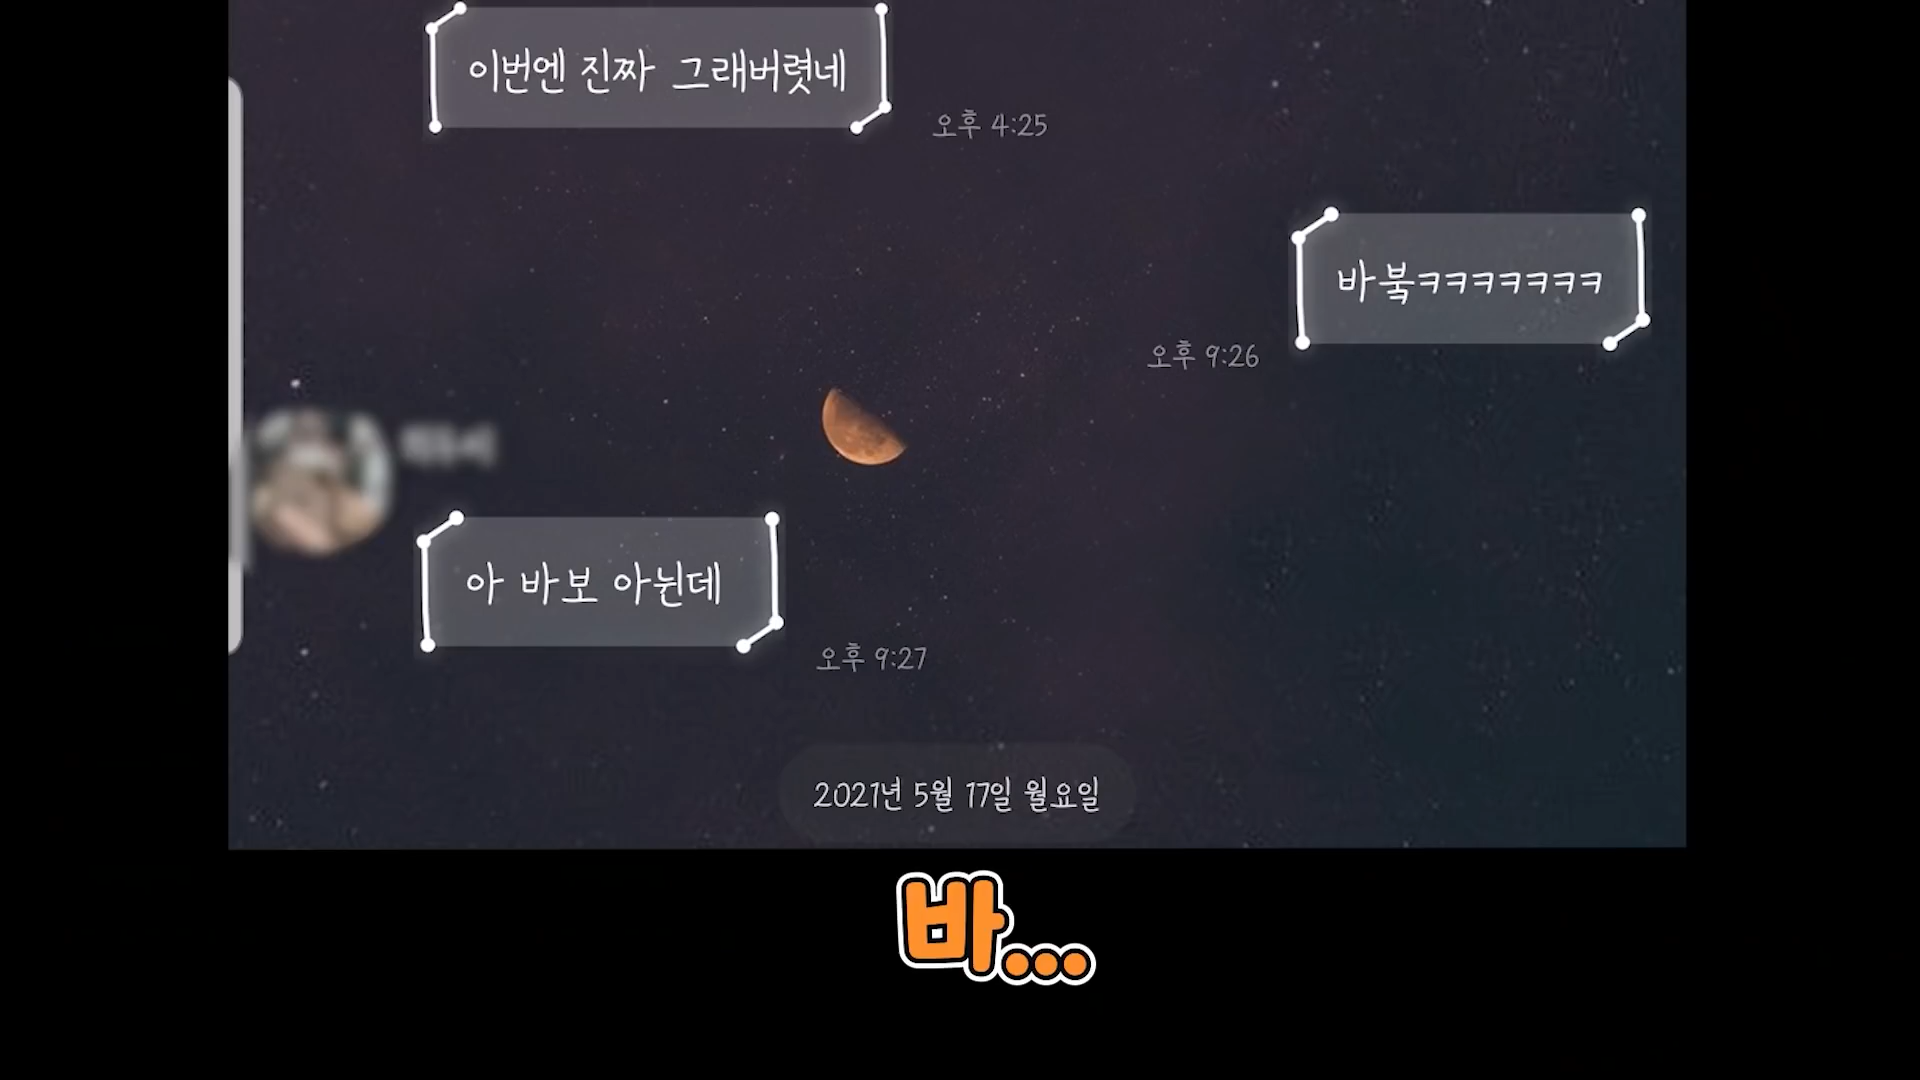 이번엔 진짜 그래버렷네
오후 4:25
바붘ㅋㅋㅋㅋㅋㅋㅋ
오후 9:26
아 바보 아뉜데
오후 9:27
2021년 5월 17일 월요일
바...